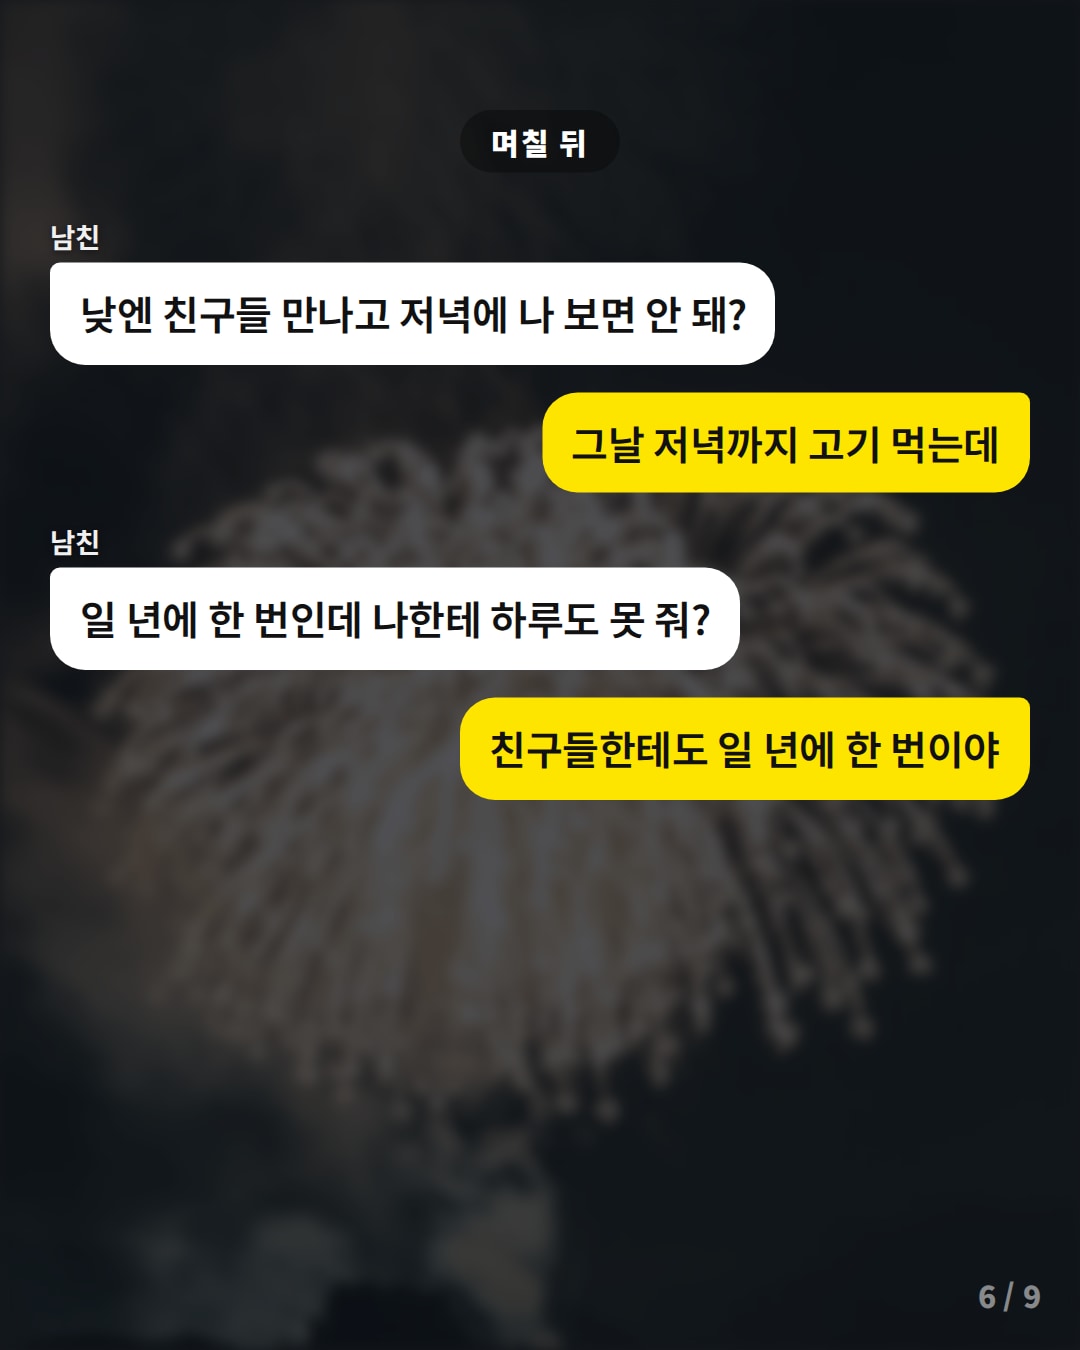 며칠 뒤
남친
낮엔 친구들 만나고 저녁에 나 보면 안 돼?
그날 저녁까지 고기 먹는데
남친
일 년에 한 번인데 나한테 하루도 못 줘?
친구들한테도 일 년에 한 번이야
6 / 9